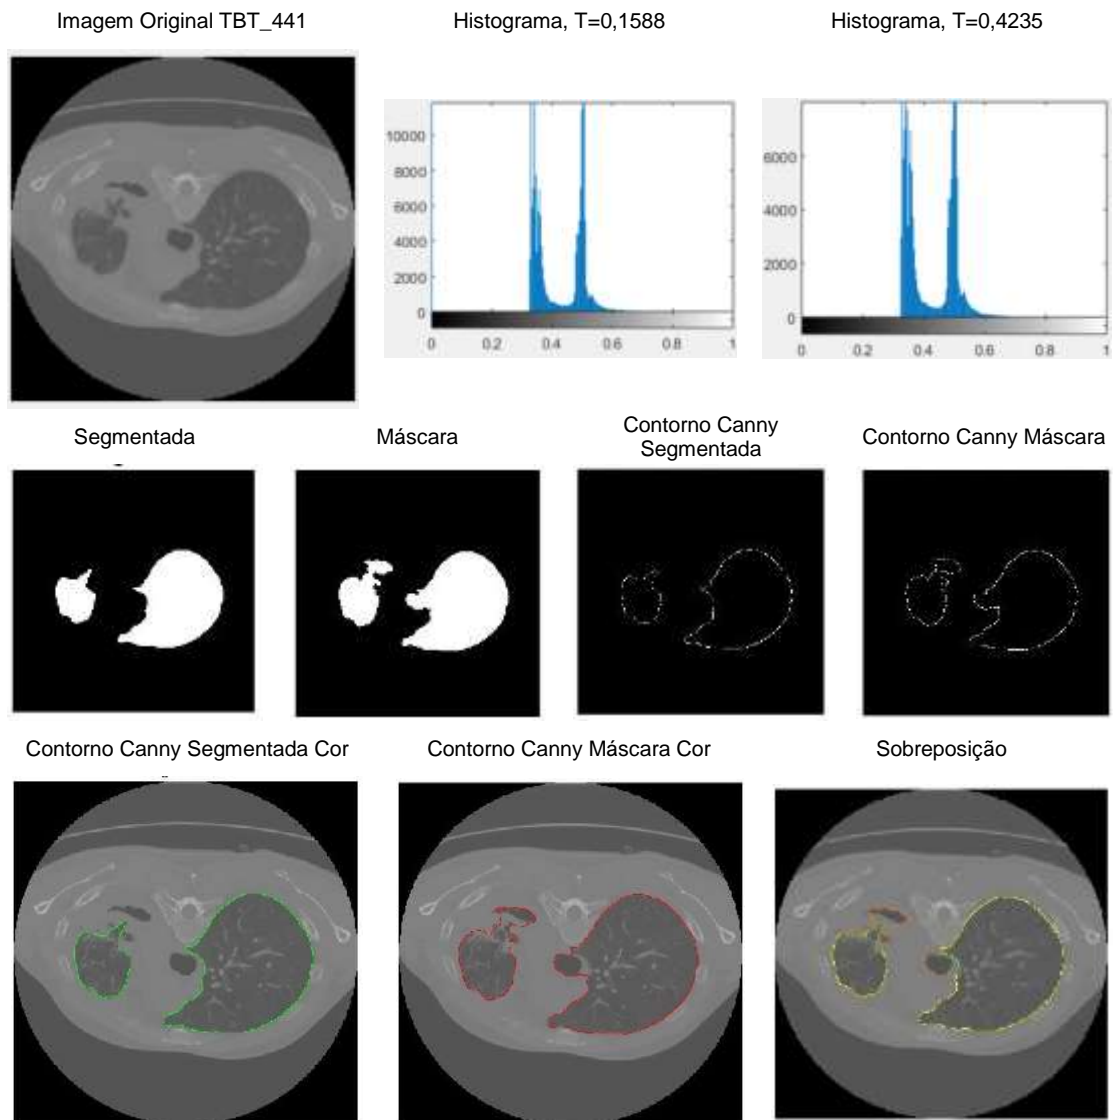 Imagem Original TBT_441
Histograma, T=0,1588
Histograma, T=0,4235
10000
8000
6000
4000
2000
0
0
0.2
0.4
0.6
0.8
1
6000
4000
2000
0
0
0.2
0.4
0.6
0.8
1
Segmentada
Máscara
Contorno Canny
Segmentada
Contorno Canny Máscara
Contorno Canny Segmentada Cor
Contorno Canny Máscara Cor
Sobreposição